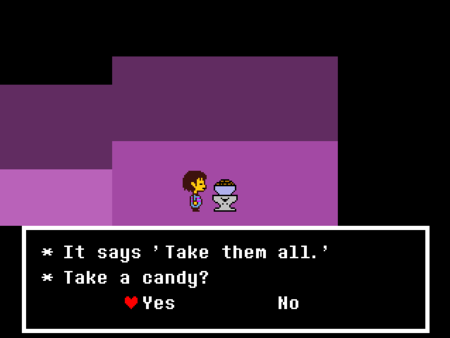 * It says 'Take them all.'
* Take a candy?
Yes No